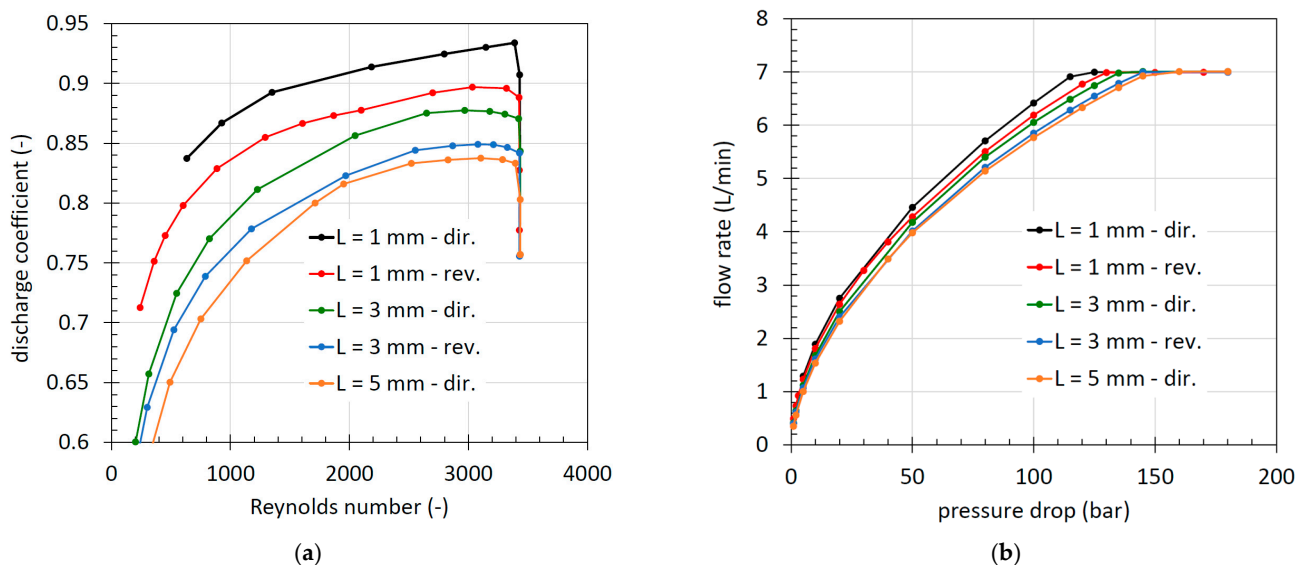 0.95
0.9
0.85
0.8
0.75
0.7
0.65
0.6
discharge coefficient (-)
L = 1 mm - dir.
L = 1 mm - rev.
L = 3 mm - dir.
L = 3 mm - rev.
L = 5 mm - dir.
0 1000 2000 3000 4000
Reynolds number (-)
(a)
8
7
6
5
4
3
2
1
0
flow rate (L/min)
L = 1 mm - dir.
L = 1 mm - rev.
L = 3 mm - dir.
L = 3 mm - rev.
L = 5 mm - dir.
0 50 100 150 200
pressure drop (bar)
(b)